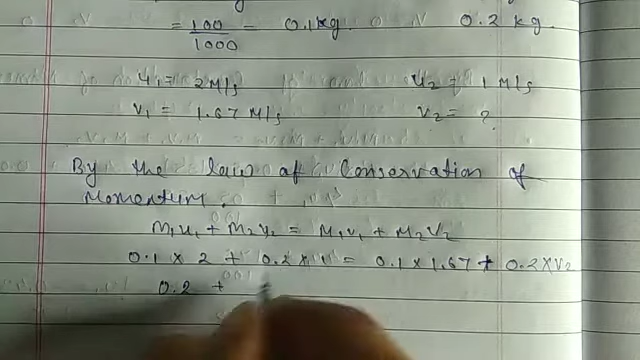 = 100/1000 = 0.1 kg 0.2 kg.
u₁ = 2 M/s u₂ = 1 M/s
v₁ = 1.67 M/s v₂ = ?
By the law of Conservation of
Momentum.
M₁u₁ + M₂u₂ = M₁v₁ + M₂v₂
0.1 × 2 + 0.2 × 1 = 0.1 × 1.67 + 0.2 × v₂
0.2 +